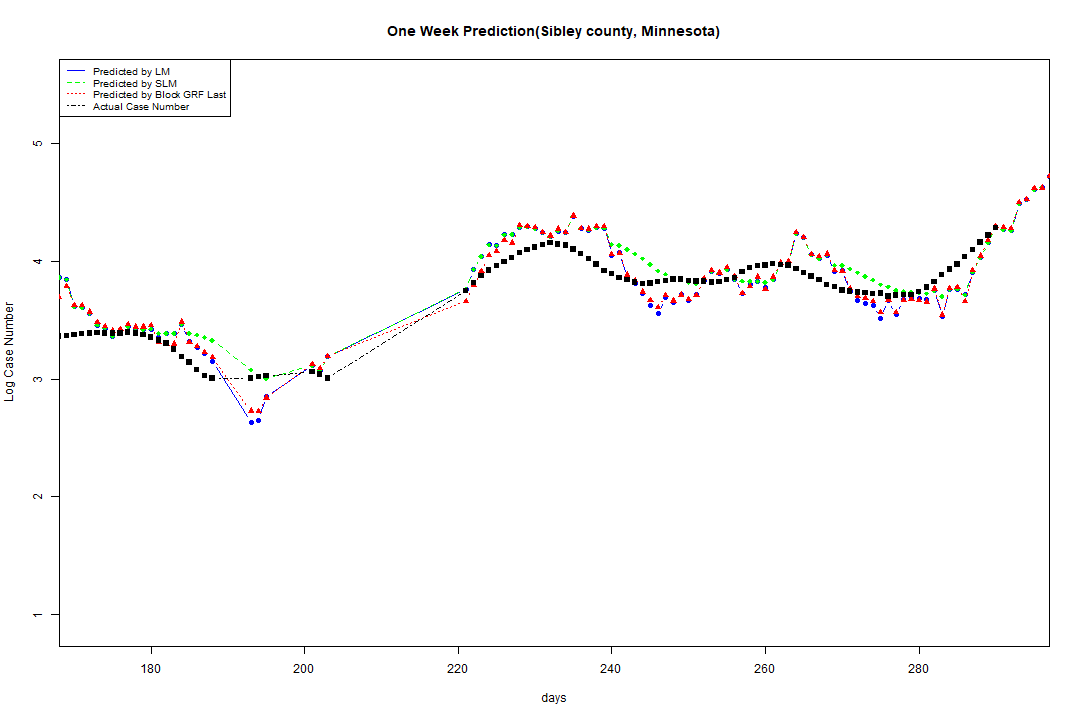 One Week Prediction(Sibley county, Minnesota)
Predicted by LM
Predicted by SLM
Predicted by Block GRF Last
Actual Case Number
Log Case Number
5
4
3
2
1
180
200
220
240
260
280
days